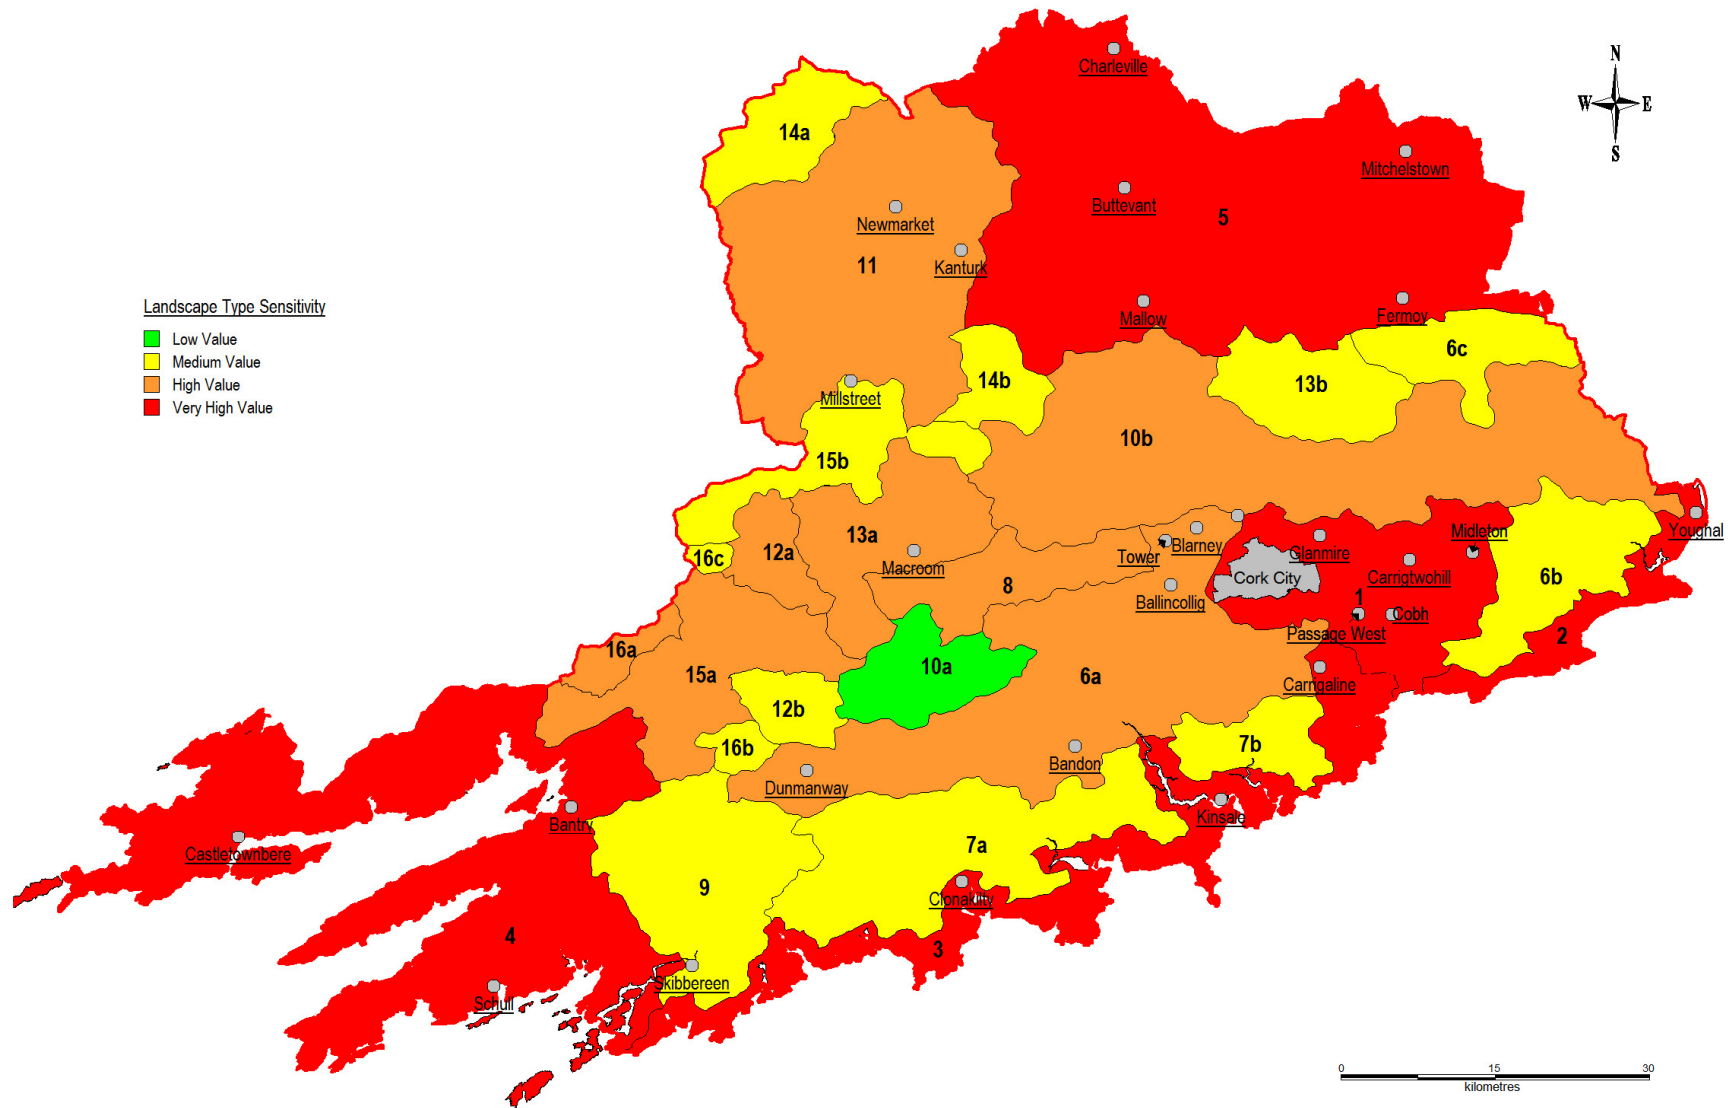 N
W E
S
Charleville
14a
Mitchelstown
Buttevant
5
Newmarket
11
Kanturk
Landscape Type Sensitivity
Low Value
Medium Value
High Value
Very High Value
Mallow
Fermoy
6c
14b
13b
Millstreet
10b
15b
Youghal
Midleton
13a
12a
16c
Macroom
Tower
Blarney
Glanmire
Cork City
Carrigtwohill
6b
8
Ballincollig
1
Cobh
Passage West
2
16a
15a
10a
6a
Carrigaline
12b
16b
7b
Bandon
Dunmanway
Kinsale
Bantry
Castletownbere
7a
9
Clonakilty
4
3
Skibbereen
Schull
0 15 30
kilometres